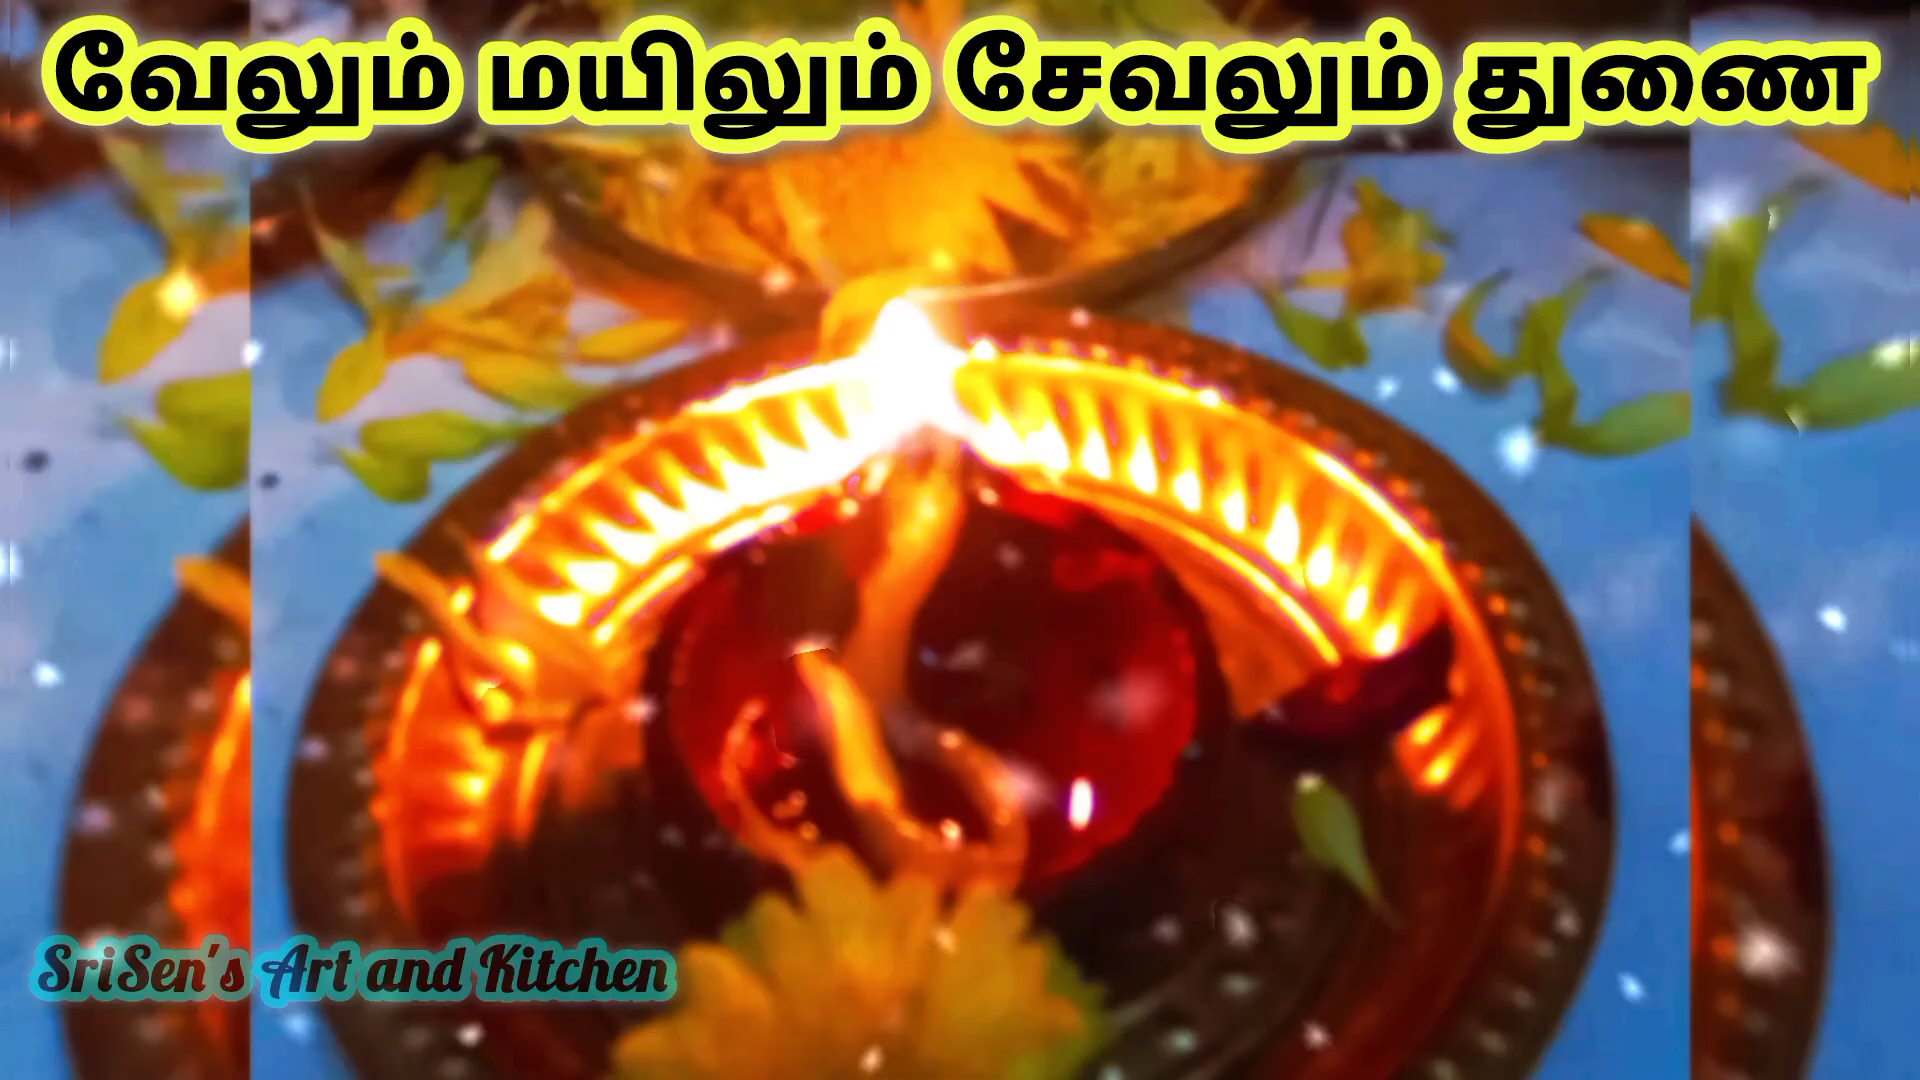 வேலும் மயிலும் சேவலும் துணை
SriSen's Art and Kitchen